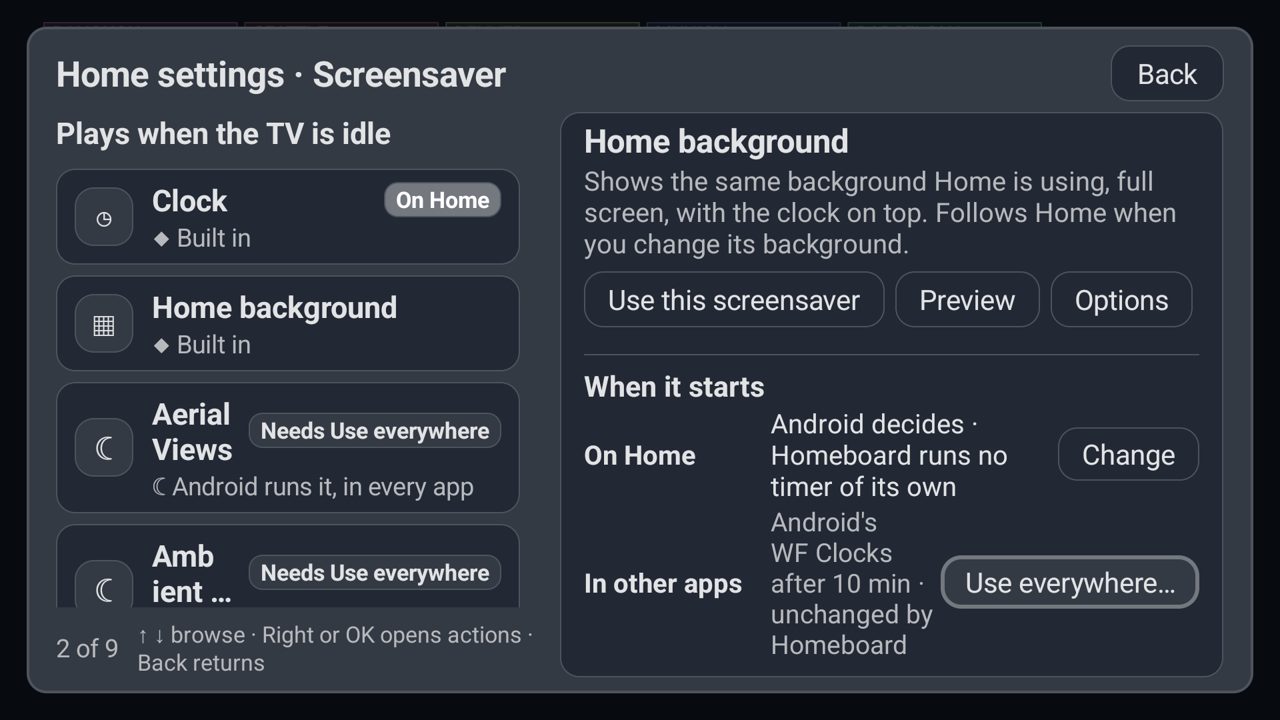 Home settings · Screensaver
Back
Plays when the TV is idle
Clock
On Home
◆ Built in
Home background
◆ Built in
Aerial
Views
Needs Use everywhere
☾ Android runs it, in every app
Amb
ient ...
Needs Use everywhere
2 of 9
↑ ↓ browse · Right or OK opens actions ·
Back returns
Home background
Shows the same background Home is using, full
screen, with the clock on top. Follows Home when
you change its background.
Use this screensaver
Preview
Options
When it starts
On Home
Android decides ·
Homeboard runs no
timer of its own
Change
In other apps
Android's
WF Clocks
after 10 min ·
unchanged by
Homeboard
Use everywhere...